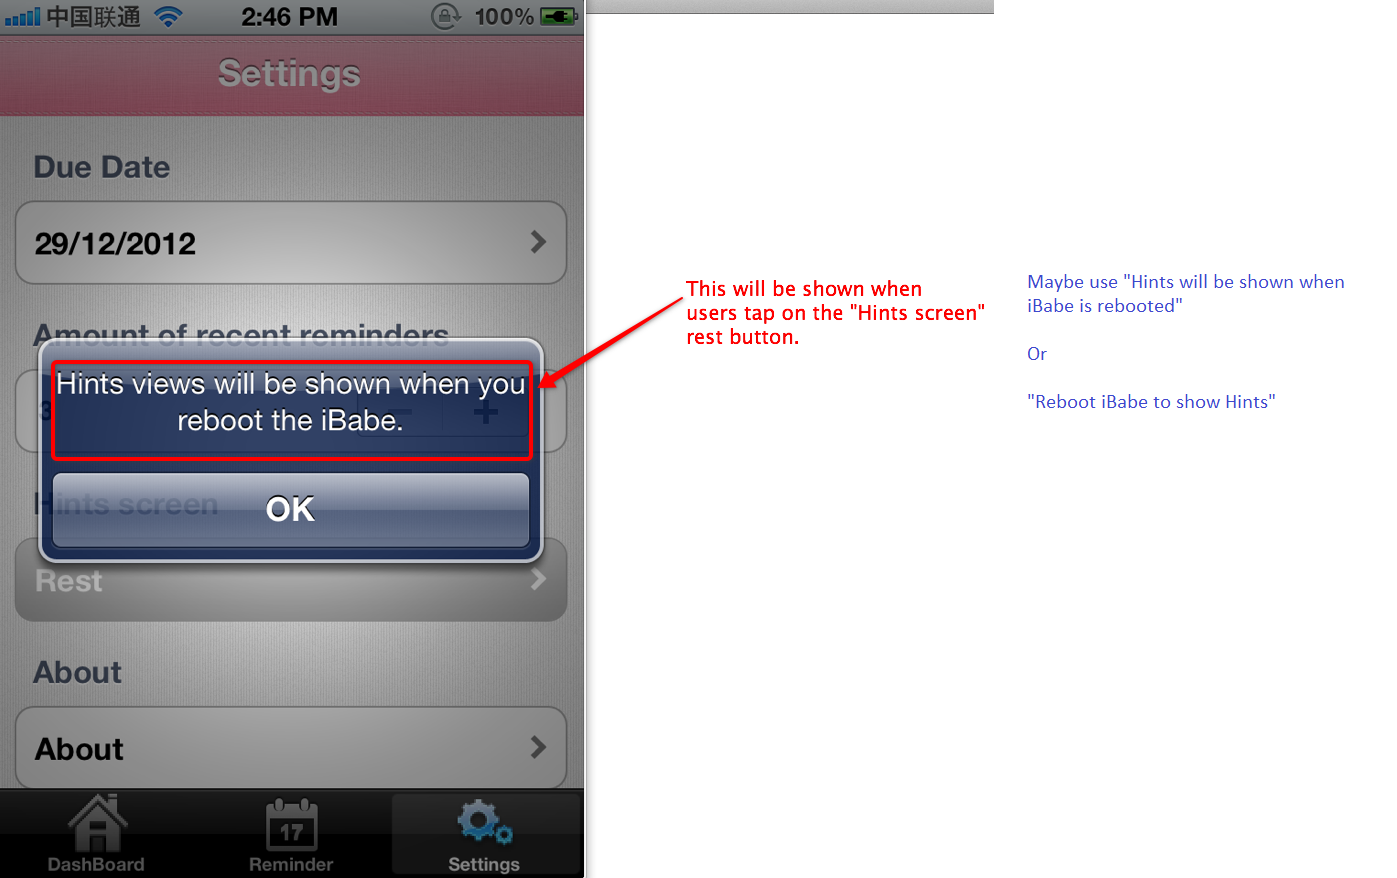 中国联通 2:46 PM 100%
Settings
Due Date
29/12/2012
Amount of recent reminders
3
Hints views will be shown when you
reboot the iBabe.
Hints screen
OK
Rest
About
About
17
DashBoard Reminder Settings
This will be shown when
users tap on the "Hints screen"
rest button.
Maybe use "Hints will be shown when
iBabe is rebooted"
Or
"Reboot iBabe to show Hints"